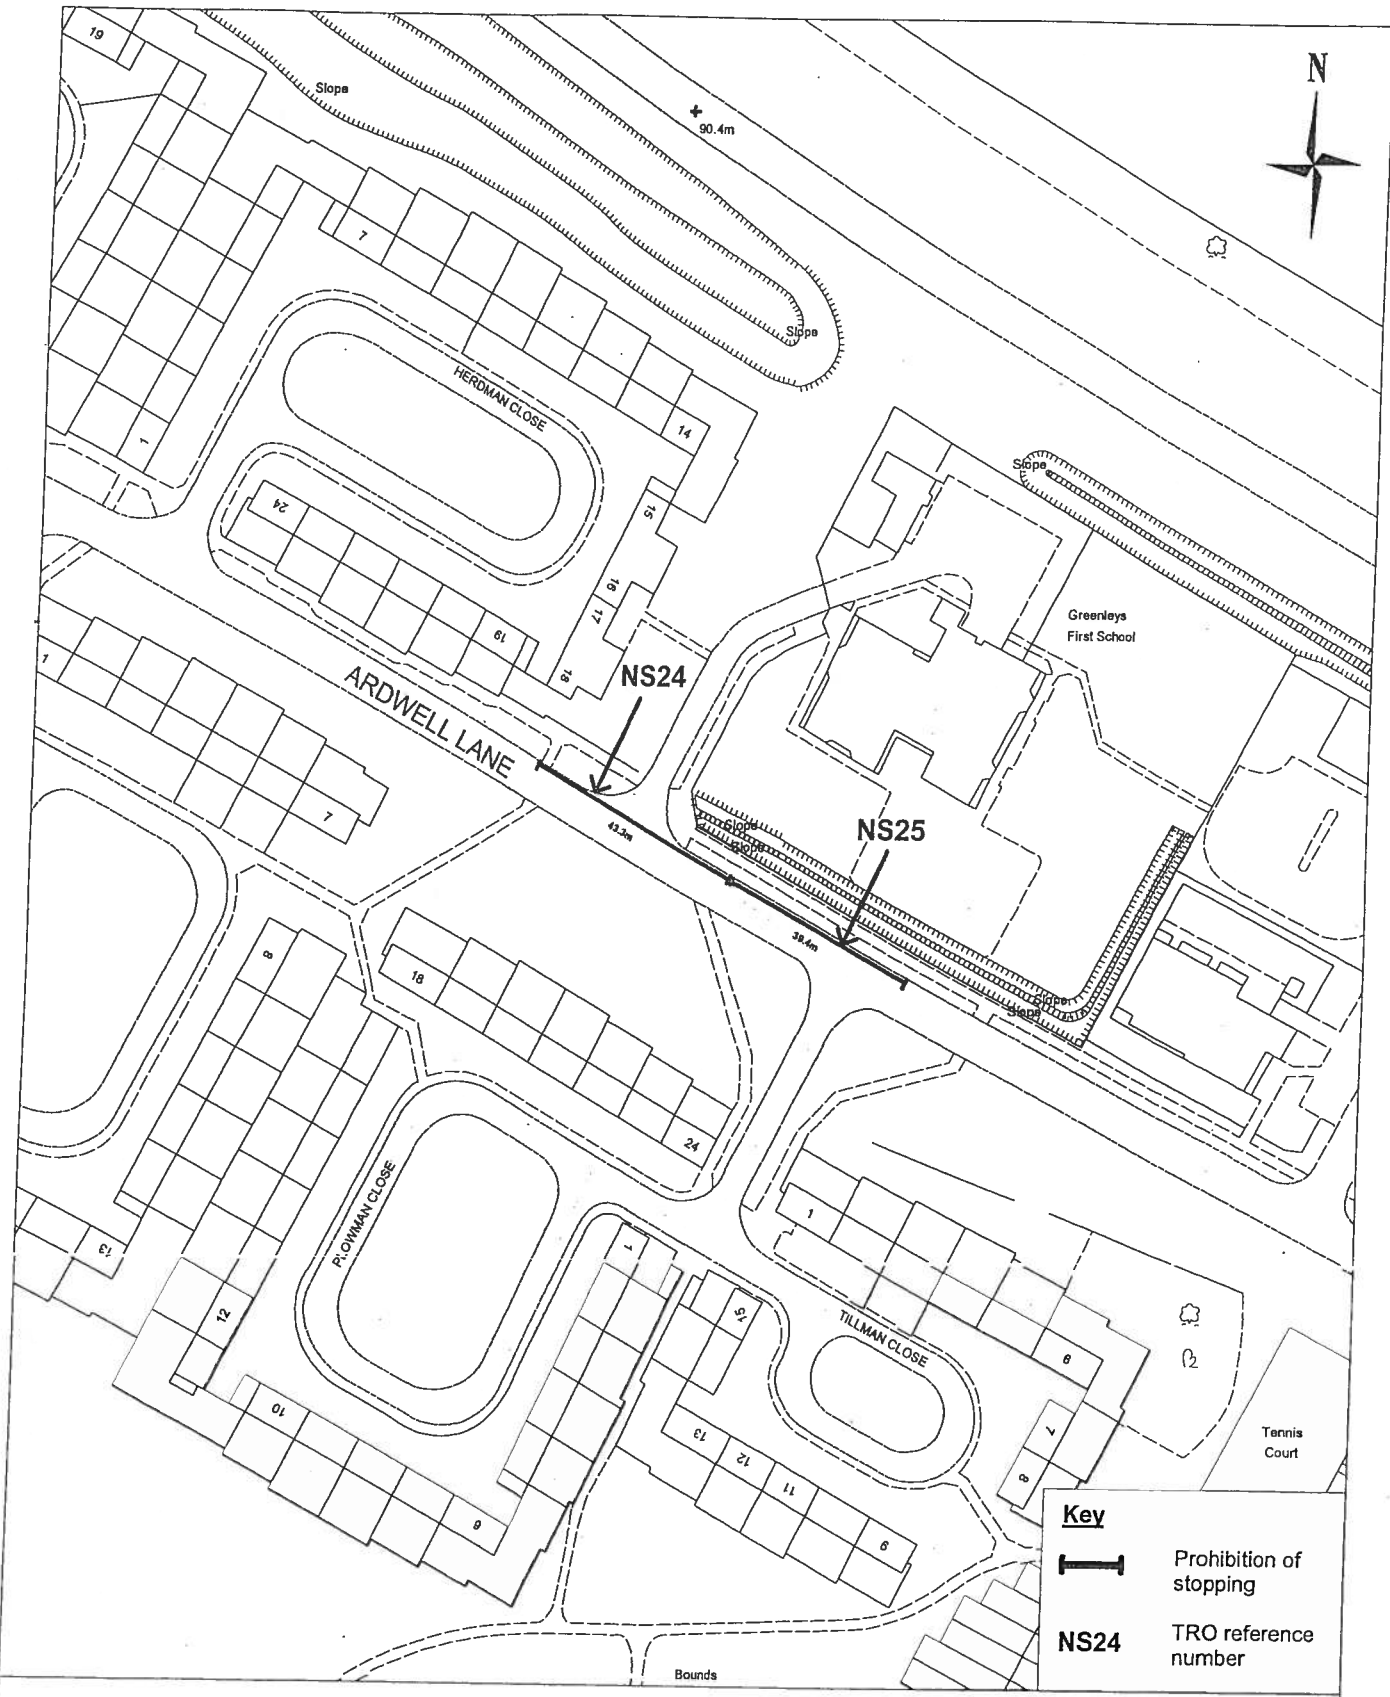 19
Slope
90.4m
N
7
Slope
HERDMAN CLOSE
14
1
Slope
24
15
16
17
Greenleys
First School
19
18
1
NS24
ARDWELL LANE
7
43.3m
Slope
Slope
NS25
39.4m
8
18
Slope
Slope
24
PLOWMAN CLOSE
1
13
1
12
15
TILLMAN CLOSE
6
10
7
13
12
11
8
Tennis
Court
9
9
Key
Prohibition of
stopping
NS24
TRO reference
number
Bounds